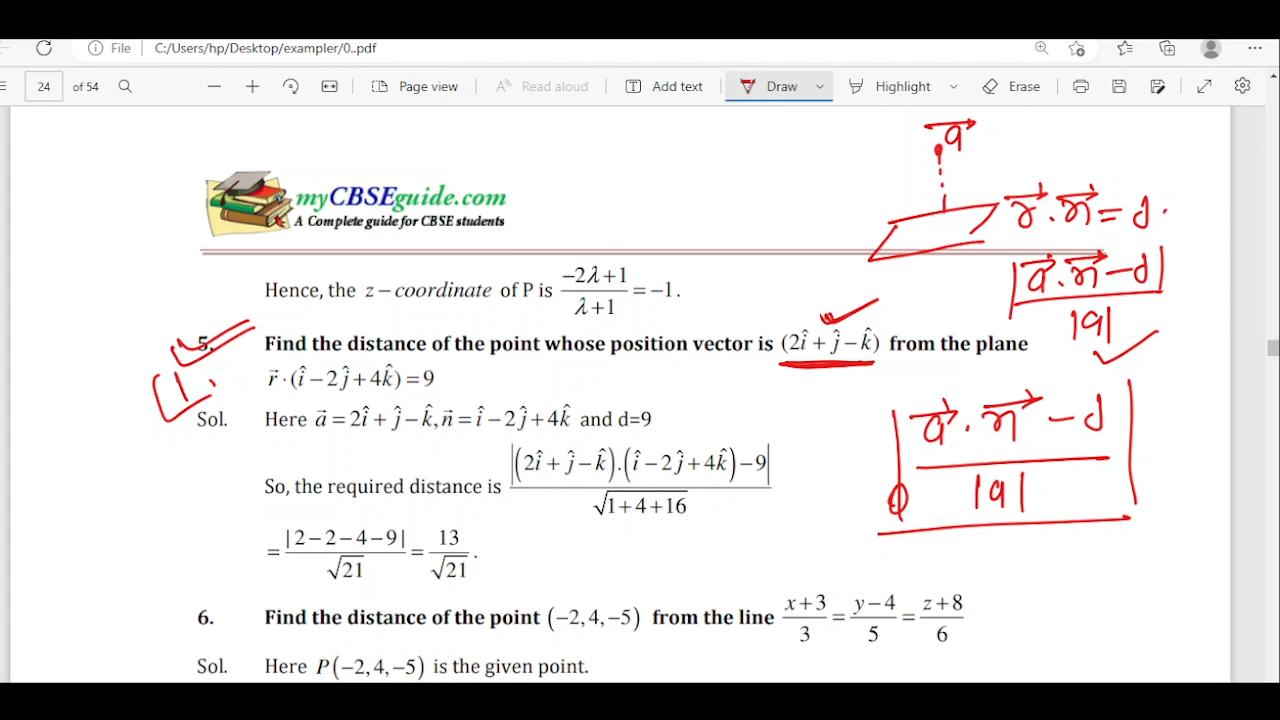 File C:/Users/hp/Desktop/exampler/0..pdf
24 of 54 Page view Read aloud Add text Draw Highlight Erase
myCBSEguide.com
A Complete guide for CBSE students
Hence, the z − coordinate of P is (−2λ+1)/(λ+1) = −1.
5. Find the distance of the point whose position vector is (2î + ĵ − k̂) from the plane
r⃗ · (î − 2ĵ + 4k̂) = 9
Sol. Here a⃗ = 2î + ĵ − k̂, n⃗ = î − 2ĵ + 4k̂ and d=9
So, the required distance is |(2î + ĵ − k̂).(î − 2ĵ + 4k̂) − 9| / √(1+4+16)
= |2−2−4−9| / √21 = 13/√21.
6. Find the distance of the point (−2,4,−5) from the line (x+3)/3 = (y−4)/5 = (z+8)/6
Sol. Here P(−2,4,−5) is the given point.
a⃗
r⃗ . n⃗ = d.
|a⃗ . n⃗ − d| / |a|
|(a⃗ . n⃗ − d) / |a||
1.